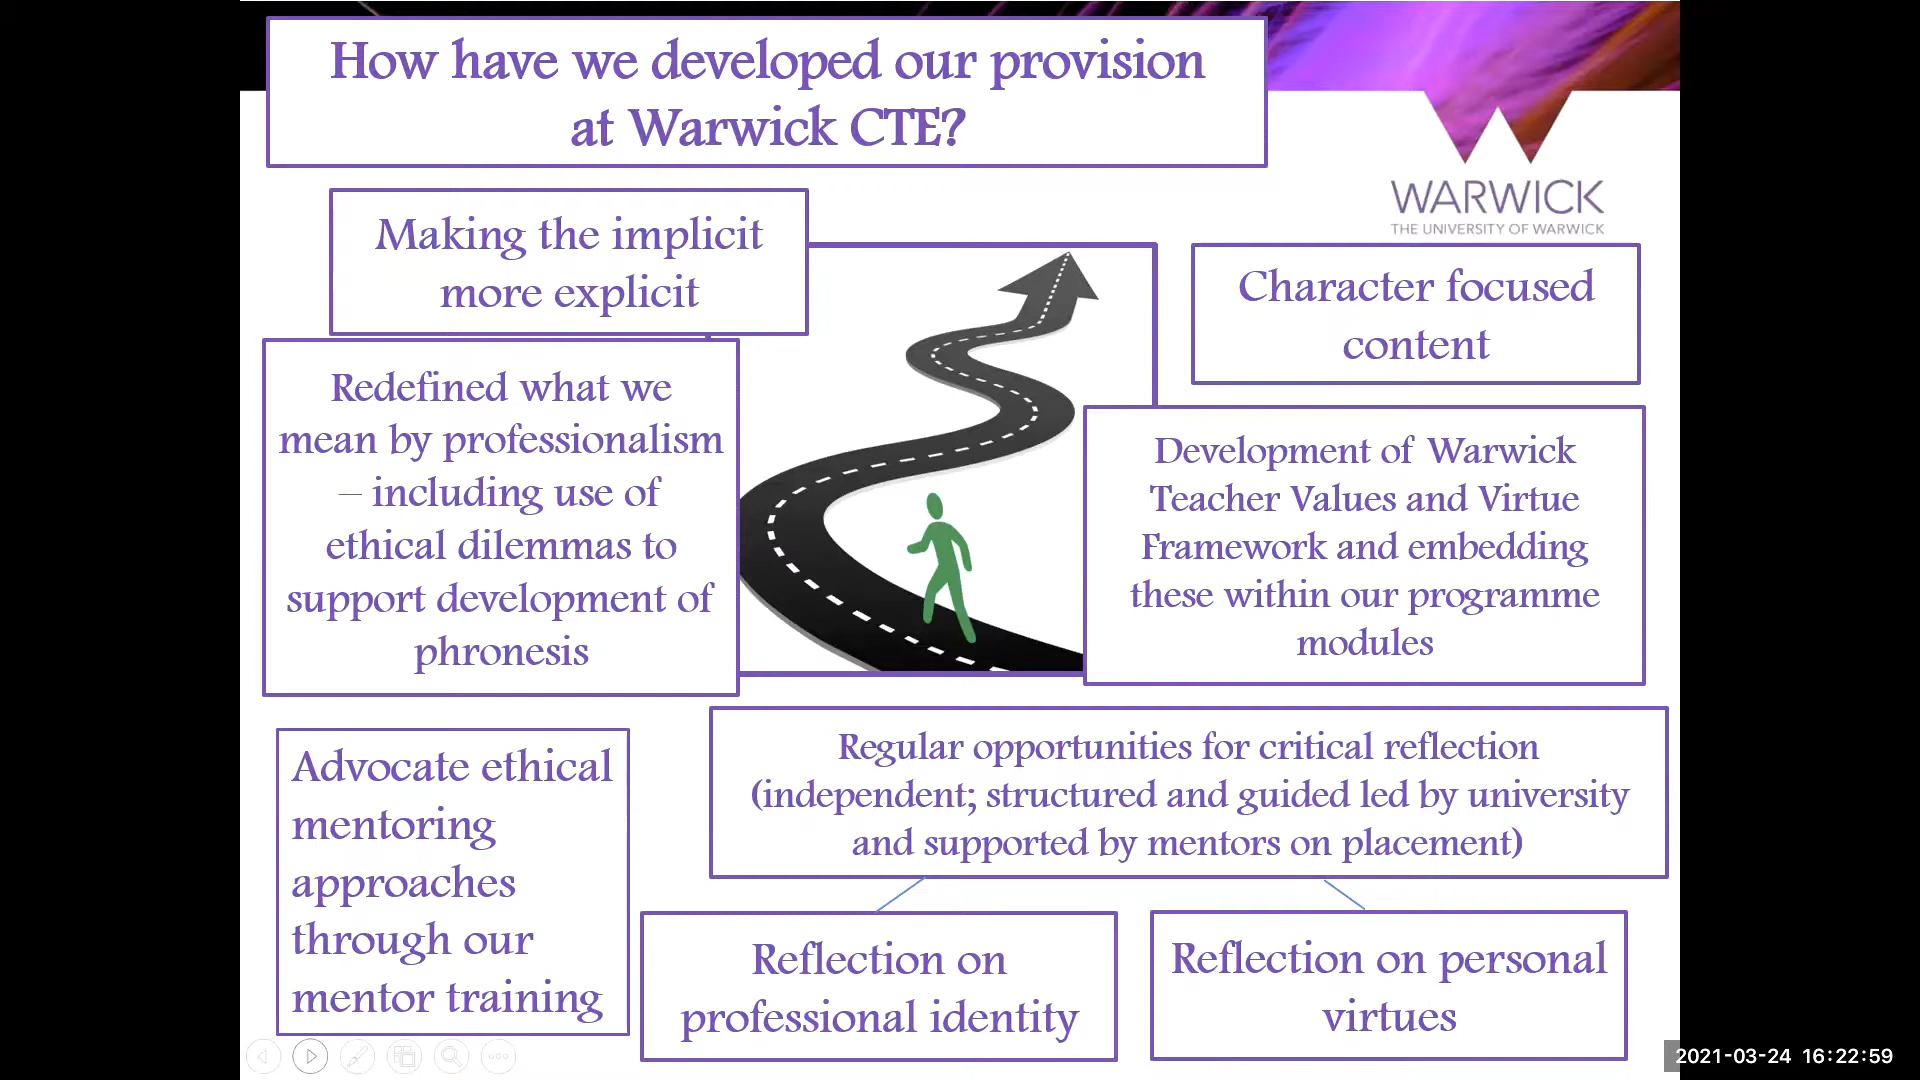 How have we developed our provision
at Warwick CTE?
WARWICK
THE UNIVERSITY OF WARWICK
Making the implicit
more explicit
Character focused
content
Redefined what we
mean by professionalism
– including use of
ethical dilemmas to
support development of
phronesis
Development of Warwick
Teacher Values and Virtue
Framework and embedding
these within our programme
modules
Advocate ethical
mentoring
approaches
through our
mentor training
Regular opportunities for critical reflection
(independent; structured and guided led by university
and supported by mentors on placement)
Reflection on
professional identity
Reflection on personal
virtues
2021-03-24 16:22:59